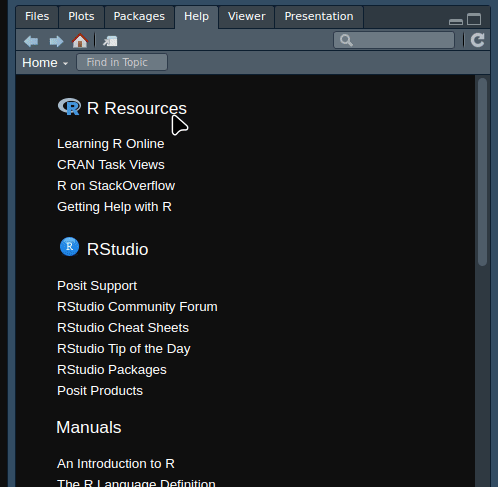 Files Plots Packages Help Viewer Presentation
Home Find in Topic
R R Resources
Learning R Online
CRAN Task Views
R on StackOverflow
Getting Help with R
R RStudio
Posit Support
RStudio Community Forum
RStudio Cheat Sheets
RStudio Tip of the Day
RStudio Packages
Posit Products
Manuals
An Introduction to R
The R Language Definition